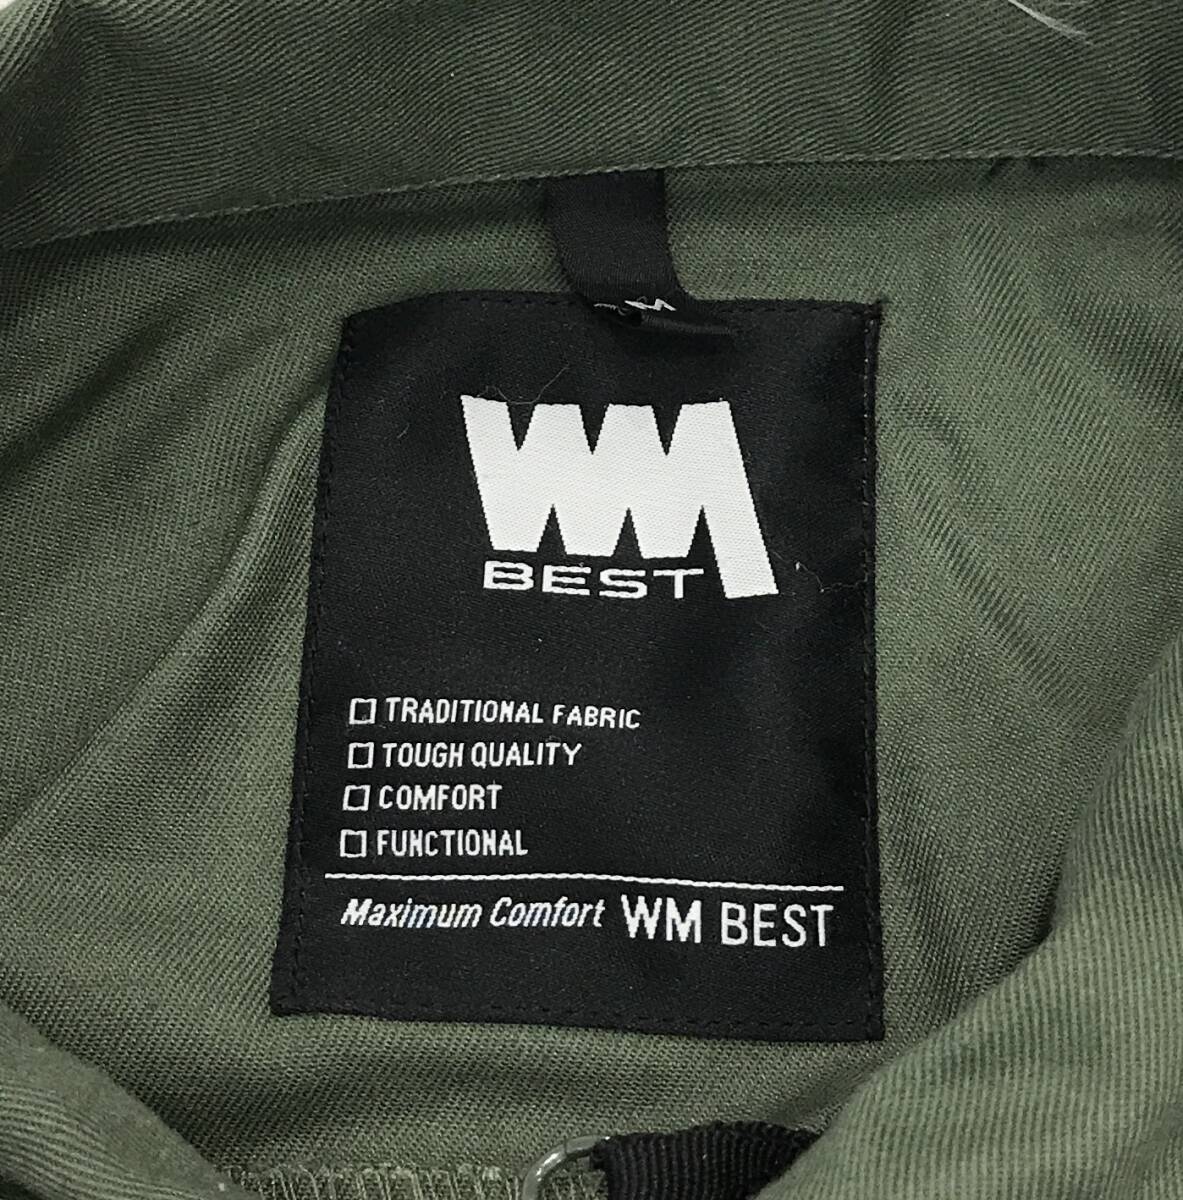 WM
BEST
TRADITIONAL FABRIC
TOUGH QUALITY
COMFORT
FUNCTIONAL
Maximum Comfort WM BEST